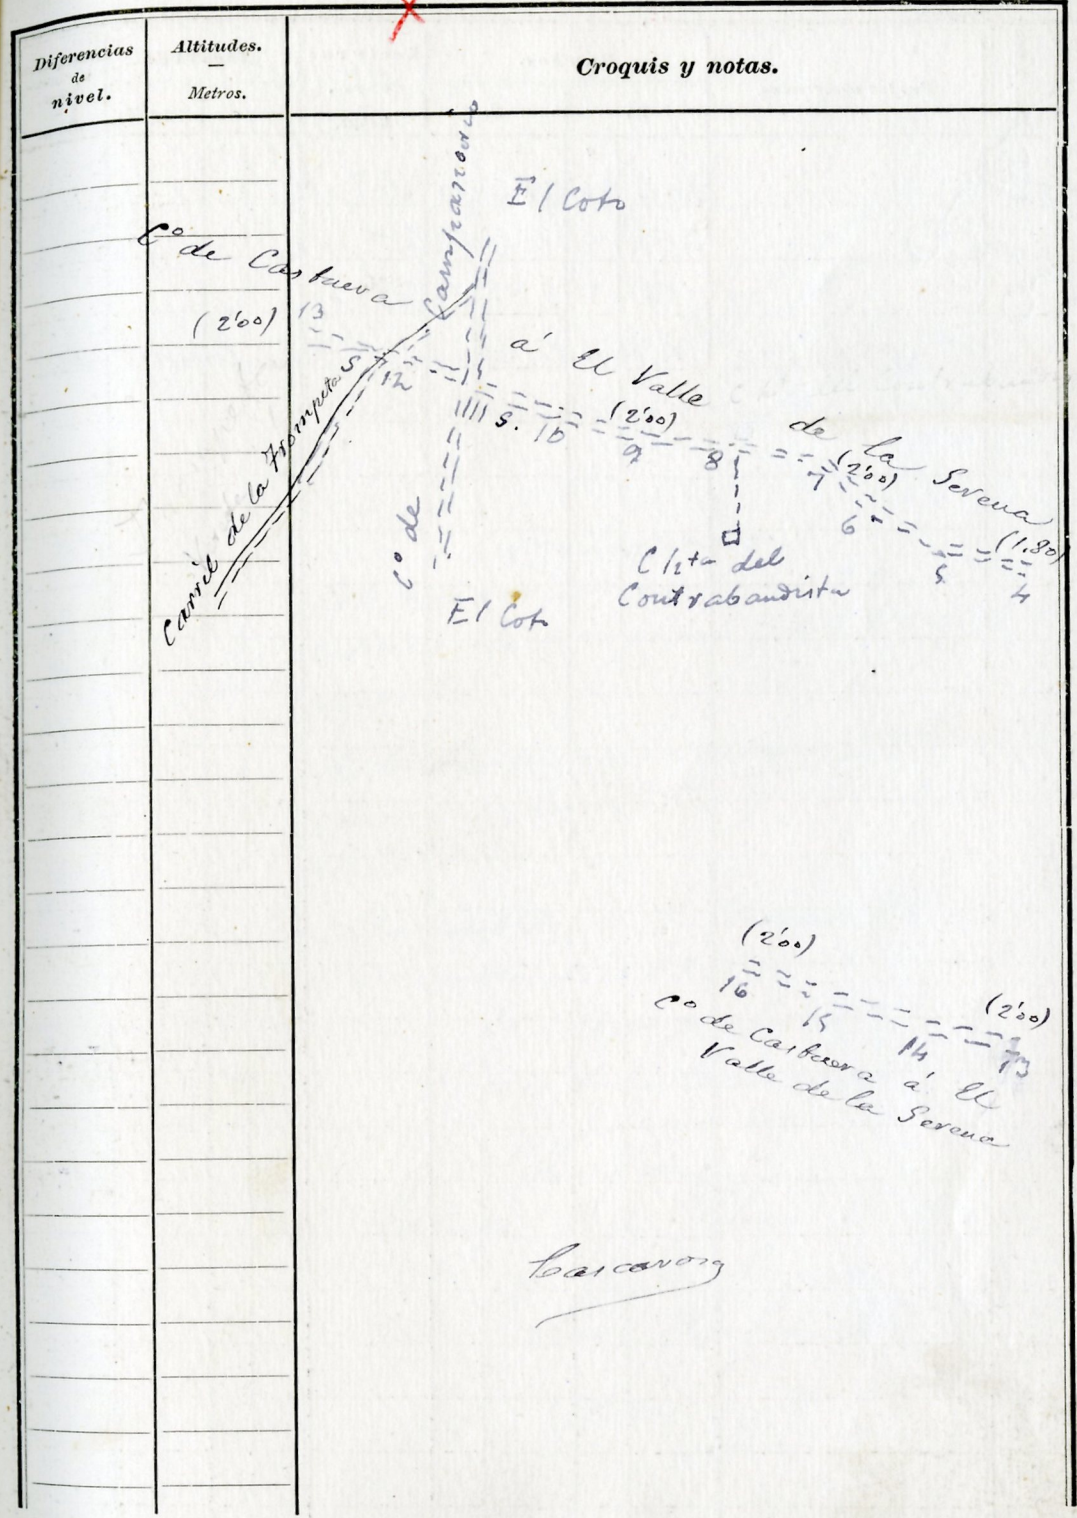 Diferencias
de
nivel.
Altitudes.
—
Metros.
Croquis y notas.
El Coto
Cº de Castuera á El Valle de la Serena
Cº de Campanario
(2'00) 13
S 12
S. 10 9 (2'00) 8 7 (2'00) 6 5 4 (1.80)
Carril de la Trompeta
Chta del
Contrabandista
El Coto
(2'00)
16 15 14 13 (2'00)
Cº de Castuera á El
Valle de la Serena